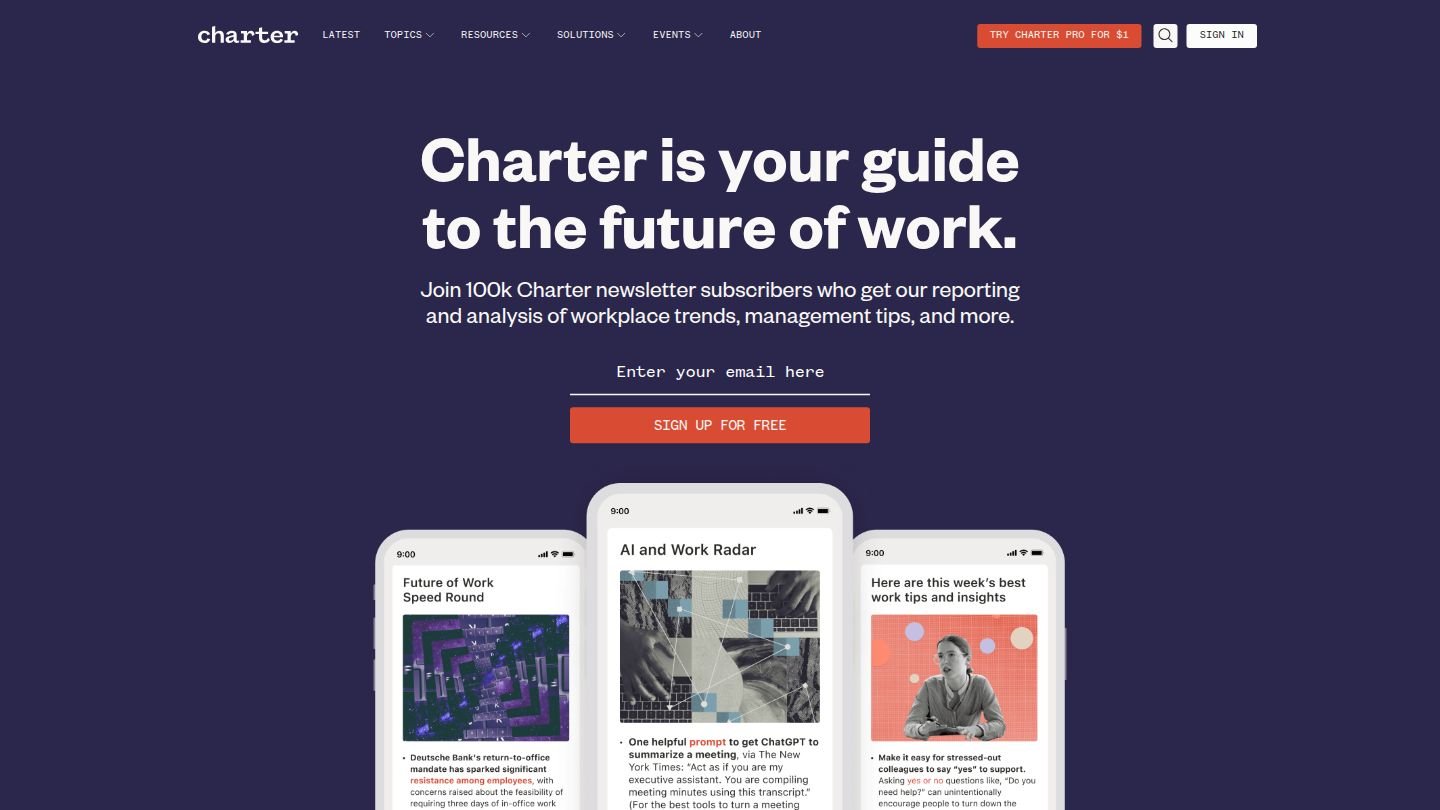 charter
LATEST
TOPICS
RESOURCES
SOLUTIONS
EVENTS
ABOUT
TRY CHARTER PRO FOR $1
SIGN IN
Charter is your guide
to the future of work.
Join 100k Charter newsletter subscribers who get our reporting
and analysis of workplace trends, management tips, and more.
Enter your email here
SIGN UP FOR FREE
9:00
Future of Work
Speed Round
• Deutsche Bank's return-to-office
mandate has sparked significant
resistance among employees, with
concerns raised about the feasibility of
requiring three days of in-office work
9:00
AI and Work Radar
• One helpful prompt to get ChatGPT to
summarize a meeting, via The New
York Times: “Act as if you are my
executive assistant. You are compiling
meeting minutes using this transcript.”
(For the best tools to turn a meeting
9:00
Here are this week's best
work tips and insights
• Make it easy for stressed-out
colleagues to say “yes” to support.
Asking yes or no questions like, “Do you
need help?” can unintentionally
encourage people to turn down the